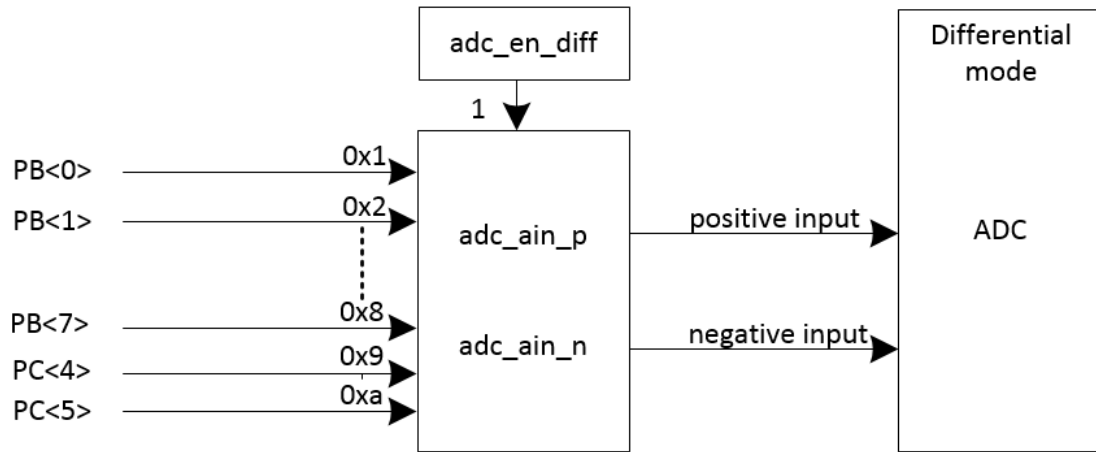 adc_en_diff
Differential
mode
1
PB<0>
0x1
PB<1>
0x2
adc_ain_p
positive input
ADC
PB<7>
0x8
adc_ain_n
negative input
PC<4>
0x9
PC<5>
0xa